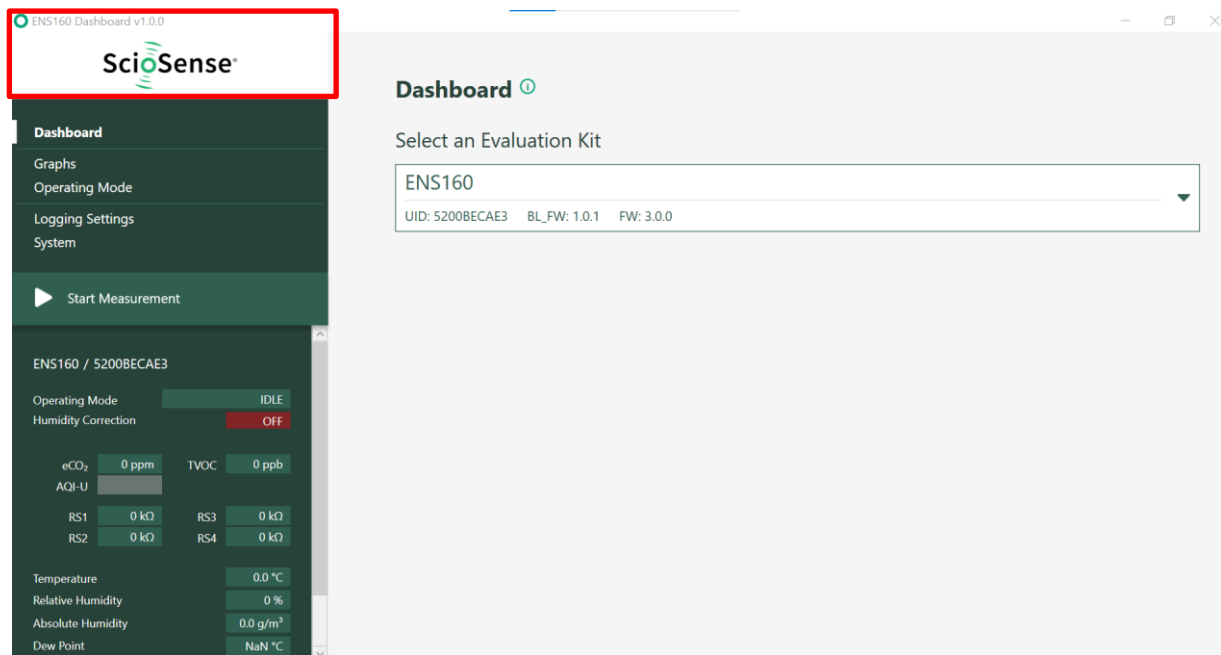 ENS160 Dashboard v1.0.0
ScioSense
Dashboard
Graphs
Operating Mode
Logging Settings
System
Start Measurement
ENS160 / 5200BECAE3
Operating Mode IDLE
Humidity Correction OFF
eCO₂ 0 ppm TVOC 0 ppb
AQI-U
RS1 0 kΩ RS3 0 kΩ
RS2 0 kΩ RS4 0 kΩ
Temperature 0.0 °C
Relative Humidity 0 %
Absolute Humidity 0.0 g/m³
Dew Point NaN °C
Dashboard
Select an Evaluation Kit
ENS160
UID: 5200BECAE3 BL_FW: 1.0.1 FW: 3.0.0